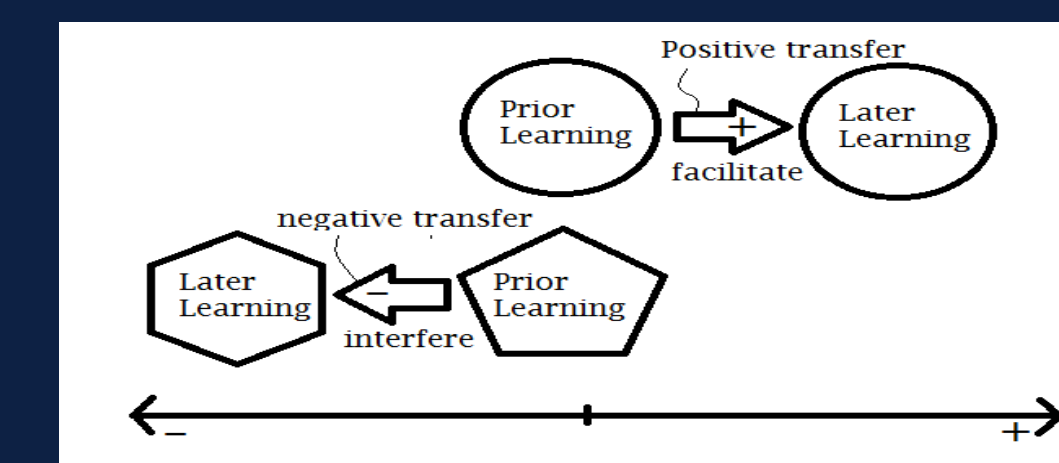 Positive transfer
Prior
Learning
+
Later
Learning
facilitate
negative transfer
Later
Learning
-
Prior
Learning
interfere
-
+